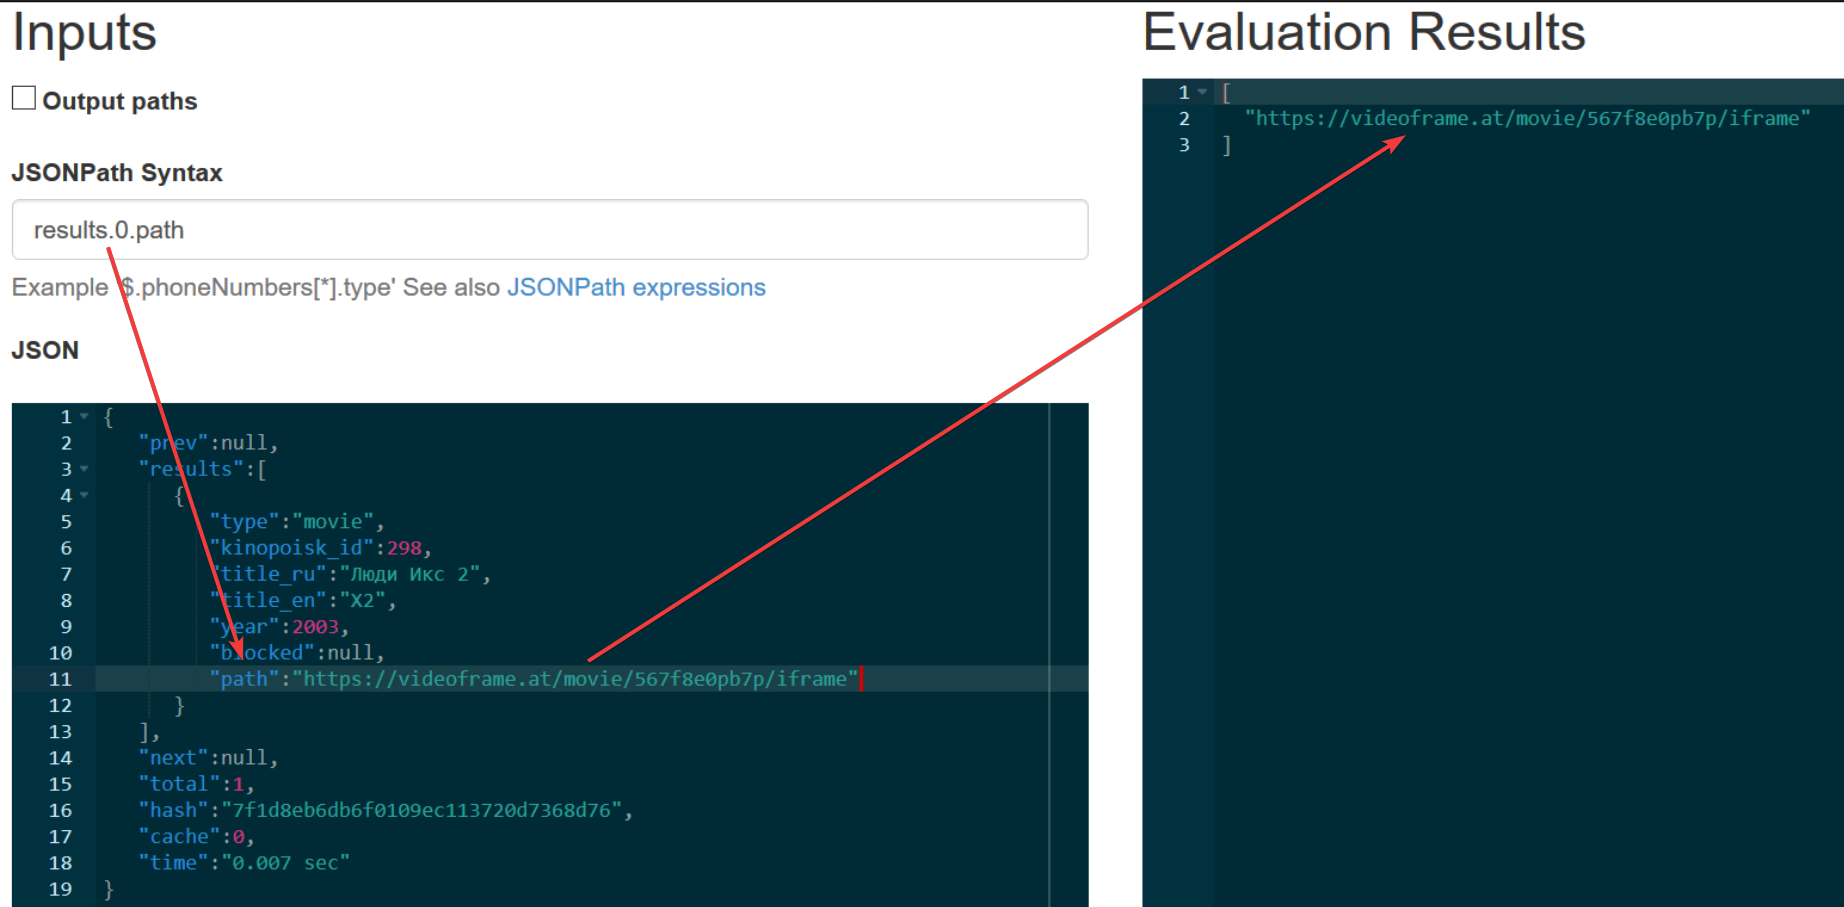 Inputs
Output paths
JSONPath Syntax
results.0.path
Example '$.phoneNumbers[*].type' See also JSONPath expressions
JSON
1 {
2 "prev":null,
3 "results":[
4 {
5 "type":"movie",
6 "kinopoisk_id":298,
7 "title_ru":"Люди Икс 2",
8 "title_en":"X2",
9 "year":2003,
10 "blocked":null,
11 "path":"https://videoframe.at/movie/567f8e0pb7p/iframe"
12 }
13 ],
14 "next":null,
15 "total":1,
16 "hash":"7f1d8eb6db6f0109ec113720d7368d76",
17 "cache":0,
18 "time":"0.007 sec"
19 }
Evaluation Results
1 [
2 "https://videoframe.at/movie/567f8e0pb7p/iframe"
3 ]